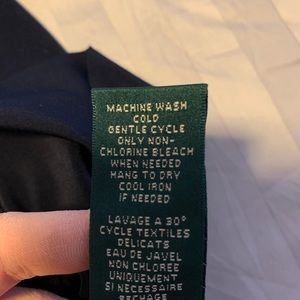 MACHINE WASH
COLD
GENTLE CYCLE
ONLY NON-
CHLORINE BLEACH
WHEN NEEDED
HANG TO DRY
COOL IRON
IF NEEDED
LAVAGE A 30°
CYCLE TEXTILES
DELICATS
EAU DE JAVEL
NON CHLOREE
UNIQUEMENT
SI NECESSAIRE
SECHAGE